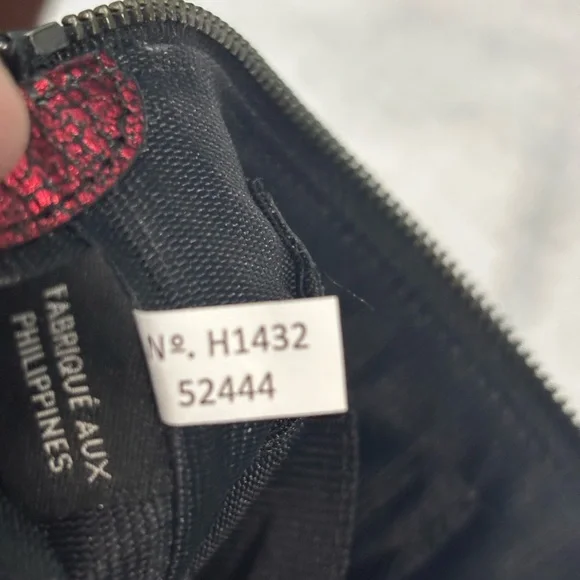 Nº. H1432
52444
FABRIQUÉ AUX
PHILIPPINES